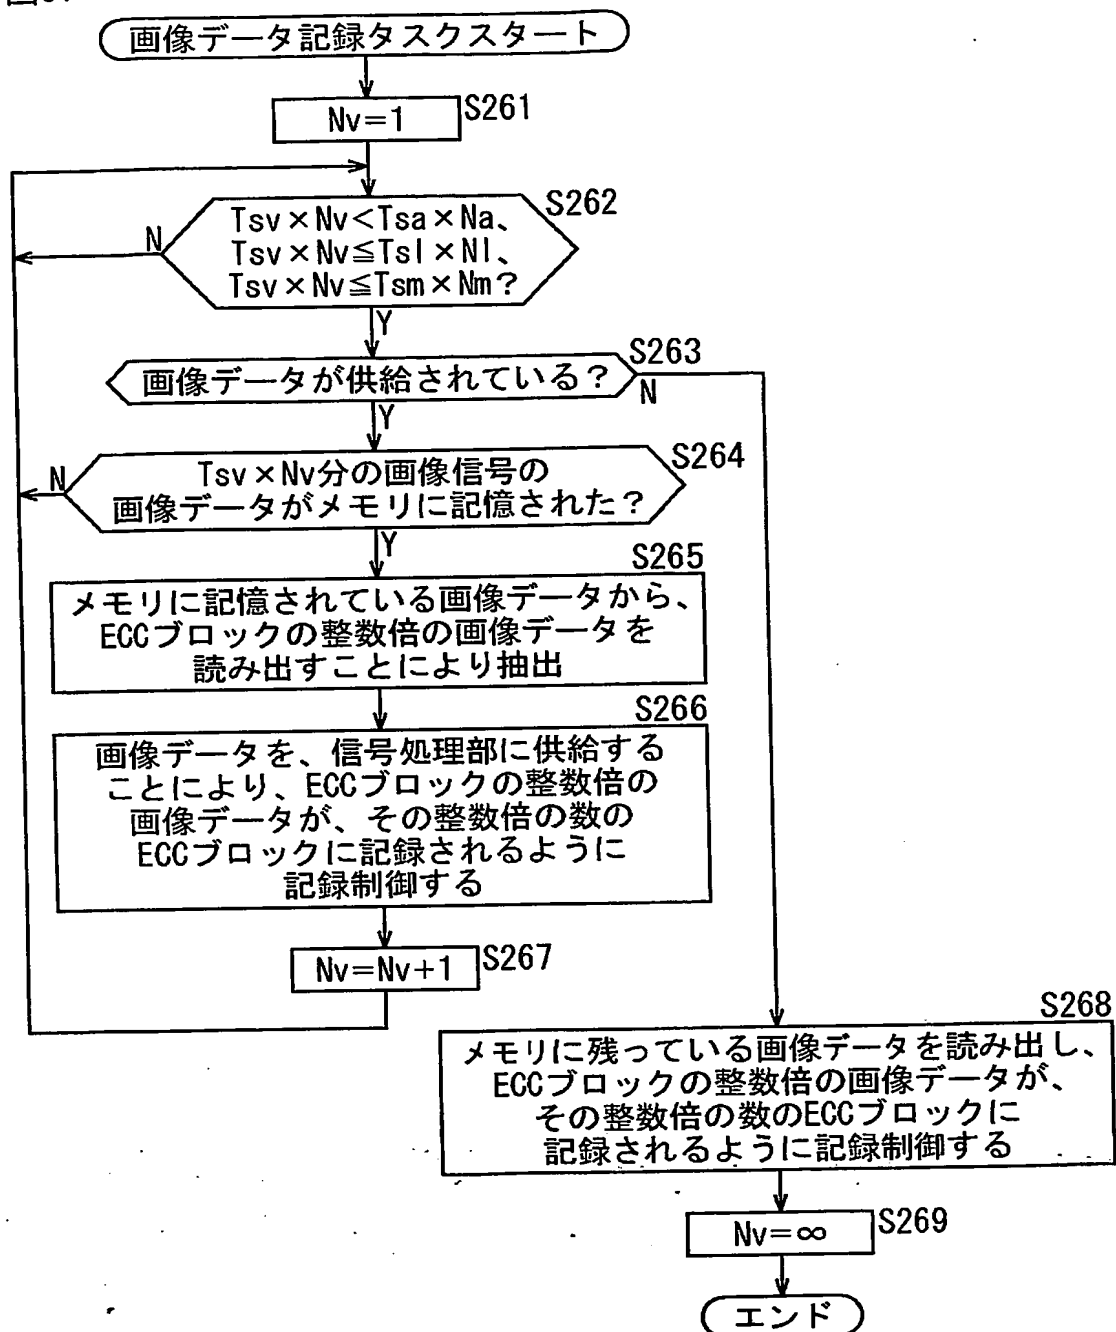 画像データ記録タスクスタート
Nv=1
S261
S262
Tsv×Nv<Tsa×Na、
Tsv×Nv≦Tsl×Nl、
Tsv×Nv≦Tsm×Nm?
N
Y
S263
画像データが供給されている?
N
Y
S264
Tsv×Nv分の画像信号の
画像データがメモリに記憶された?
N
Y
S265
メモリに記憶されている画像データから、
ECCブロックの整数倍の画像データを
読み出すことにより抽出
S266
画像データを、信号処理部に供給する
ことにより、ECCブロックの整数倍の
画像データが、その整数倍の数の
ECCブロックに記録されるように
記録制御する
Nv=Nv+1
S267
S268
メモリに残っている画像データを読み出し、
ECCブロックの整数倍の画像データが、
その整数倍の数のECCブロックに
記録されるように記録制御する
Nv=∞
S269
エンド